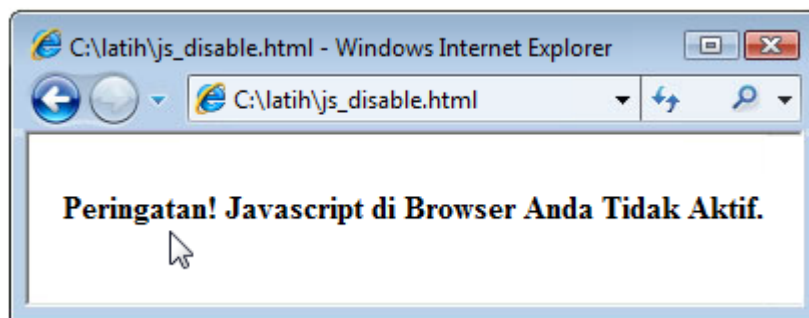 C:\latih\js_disable.html - Windows Internet Explorer
C:\latih\js_disable.html
Peringatan! Javascript di Browser Anda Tidak Aktif.